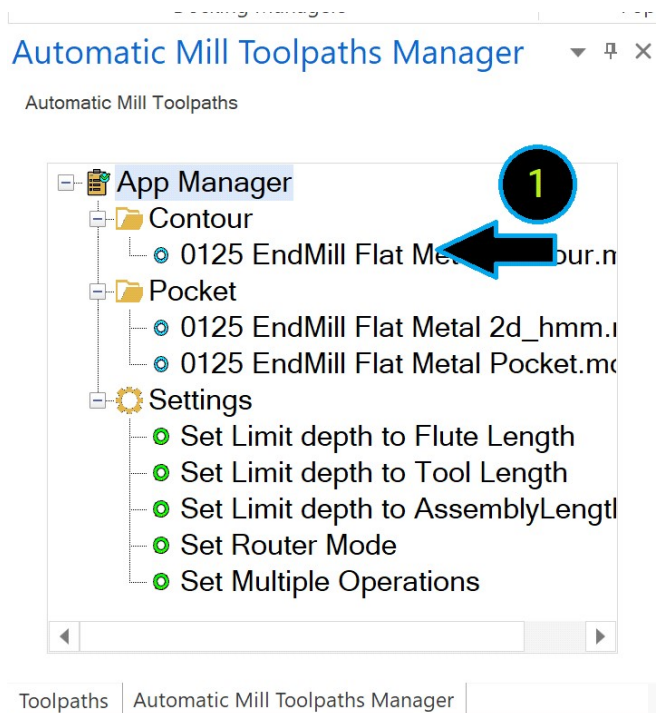 Automatic Mill Toolpaths Manager
Automatic Mill Toolpaths
App Manager
1
Contour
0125 EndMill Flat
Pocket
0125 EndMill Flat Metal 2d_hmm.
0125 EndMill Flat Metal Pocket.
Settings
Set Limit depth to Flute Length
Set Limit depth to Tool Length
Set Limit depth to AssemblyLengt
Set Router Mode
Set Multiple Operations
Toolpaths
Automatic Mill Toolpaths Manager